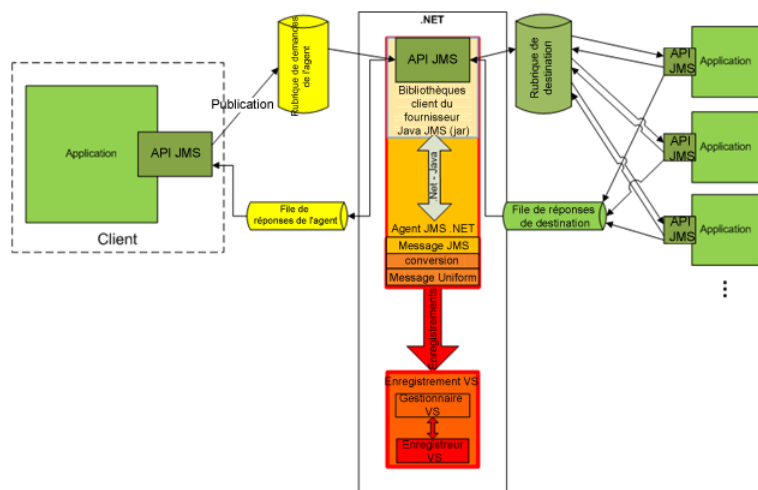 .NET
Rubrique de demandes
de l'agent
API JMS
Bibliothèques
client du
fournisseur
Java JMS (jar)
Rubrique de
destination
API
JMS
Application
Publication
Application
API JMS
Client
.Net - Java
API
JMS
Application
File de
réponses de l'agent
Agent JMS .NET
Message JMS
conversion
Message Uniform
File de réponses
de destination
API
JMS
Application
...
Enregistrements
Enregistrement VS
Gestionnaire
VS
Enregistreur
VS